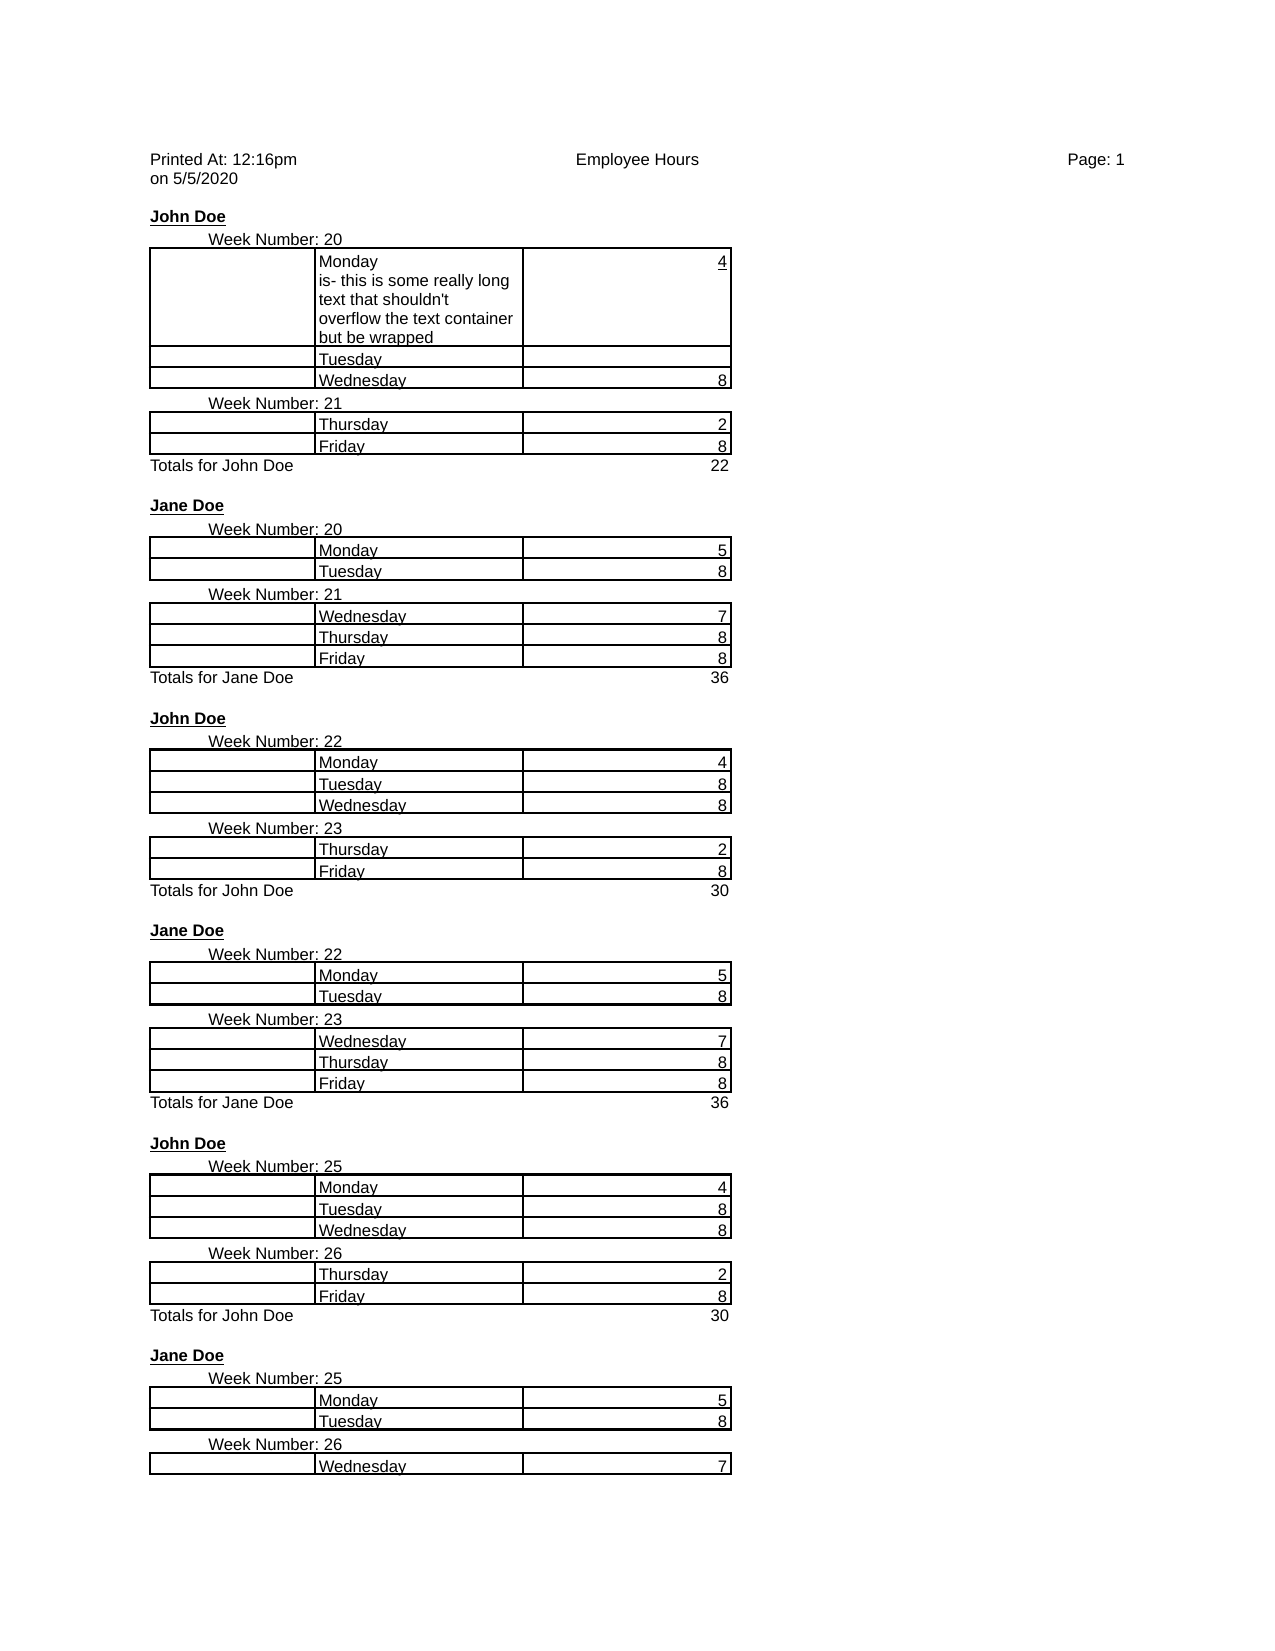 Printed At: 12:16pm Employee Hours Page: 1
on 5/5/2020
John Doe
Week Number: 20
Monday 4
is- this is some really long
text that shouldn't
overflow the text container
but be wrapped
Tuesday
Wednesday 8
Week Number: 21
Thursday 2
Friday 8
Totals for John Doe 22
Jane Doe
Week Number: 20
Monday 5
Tuesday 8
Week Number: 21
Wednesday 7
Thursday 8
Friday 8
Totals for Jane Doe 36
John Doe
Week Number: 22
Monday 4
Tuesday 8
Wednesday 8
Week Number: 23
Thursday 2
Friday 8
Totals for John Doe 30
Jane Doe
Week Number: 22
Monday 5
Tuesday 8
Week Number: 23
Wednesday 7
Thursday 8
Friday 8
Totals for Jane Doe 36
John Doe
Week Number: 25
Monday 4
Tuesday 8
Wednesday 8
Week Number: 26
Thursday 2
Friday 8
Totals for John Doe 30
Jane Doe
Week Number: 25
Monday 5
Tuesday 8
Week Number: 26
Wednesday 7